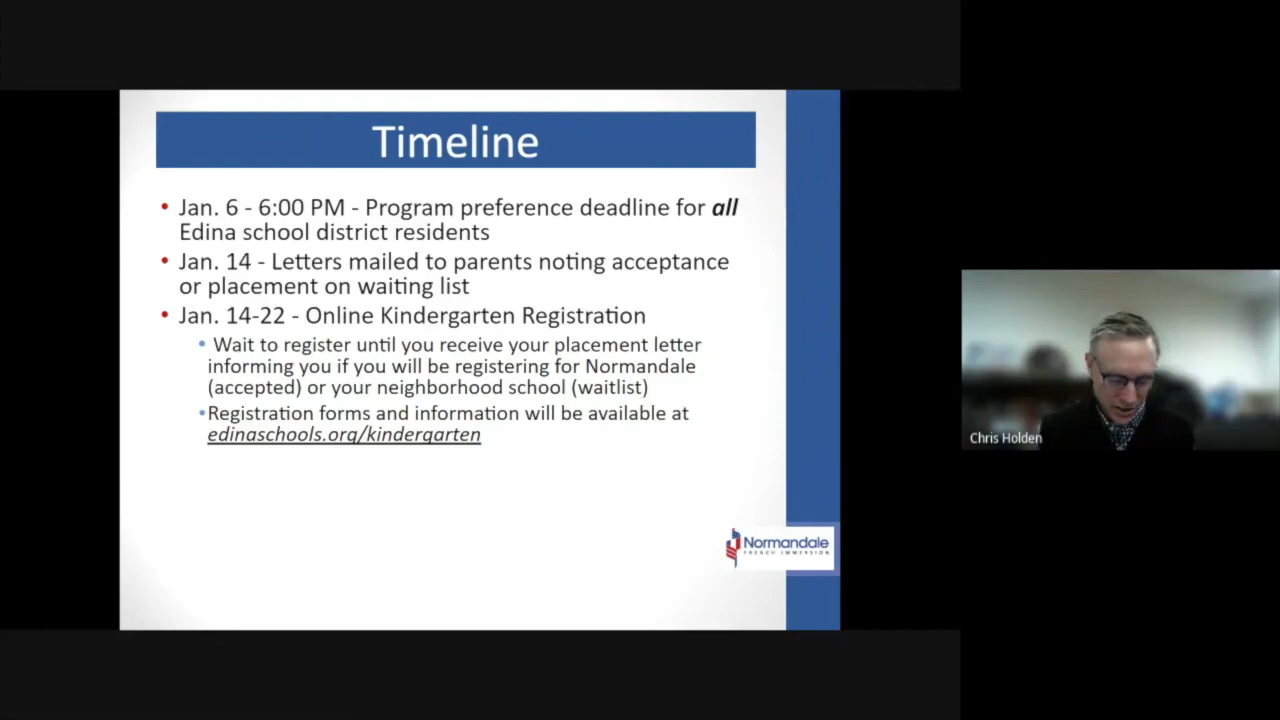 Timeline
• Jan. 6 - 6:00 PM - Program preference deadline for all
Edina school district residents
• Jan. 14 - Letters mailed to parents noting acceptance
or placement on waiting list
• Jan. 14-22 - Online Kindergarten Registration
• Wait to register until you receive your placement letter
informing you if you will be registering for Normandale
(accepted) or your neighborhood school (waitlist)
•Registration forms and information will be available at
edinaschools.org/kindergarten
Normandale
FRENCH IMMERSION
Chris Holden